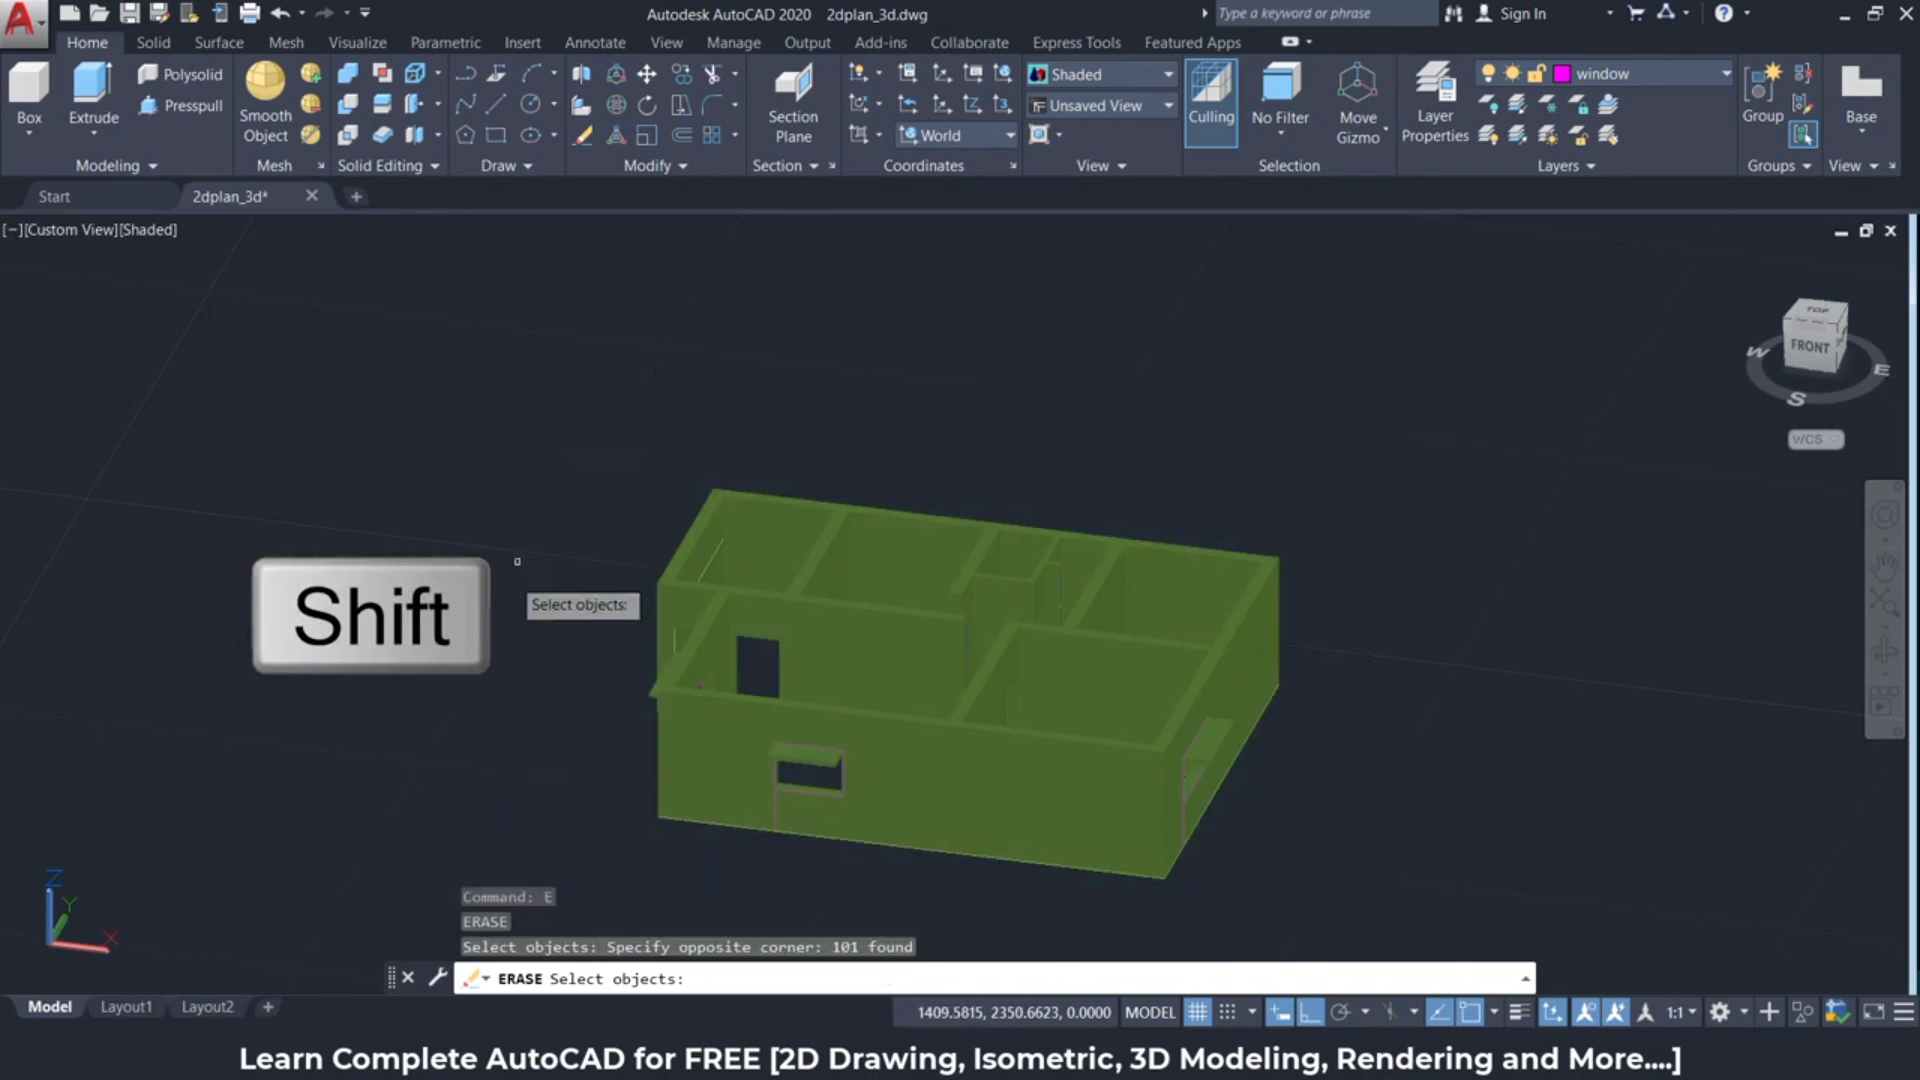 Autodesk AutoCAD 2020 2dplan_3d.dwg
Type a keyword or phrase
Sign In
Home Solid Surface Mesh Visualize Parametric Insert Annotate View Manage Output Add-ins Collaborate Express Tools Featured Apps
Box
Extrude
Polysolid
Presspull
Smooth
Object
Section
Plane
Shaded
Unsaved View
World
Culling
No Filter
Move
Gizmo
Layer
Properties
window
Group
Base
Modeling Mesh Solid Editing Draw Modify Section Coordinates View Selection Layers Groups View
Start 2dplan_3d*
[−][Custom View][Shaded]
TOP
FRONT
W
E
S
WCS
Shift
Select objects:
Z
Y
X
Command: E
ERASE
Select objects: Specify opposite corner: 101 found
ERASE Select objects:
Model Layout1 Layout2
1409.5815, 2350.6623, 0.0000 MODEL 1:1
Learn Complete AutoCAD for FREE [2D Drawing, Isometric, 3D Modeling, Rendering and More....]